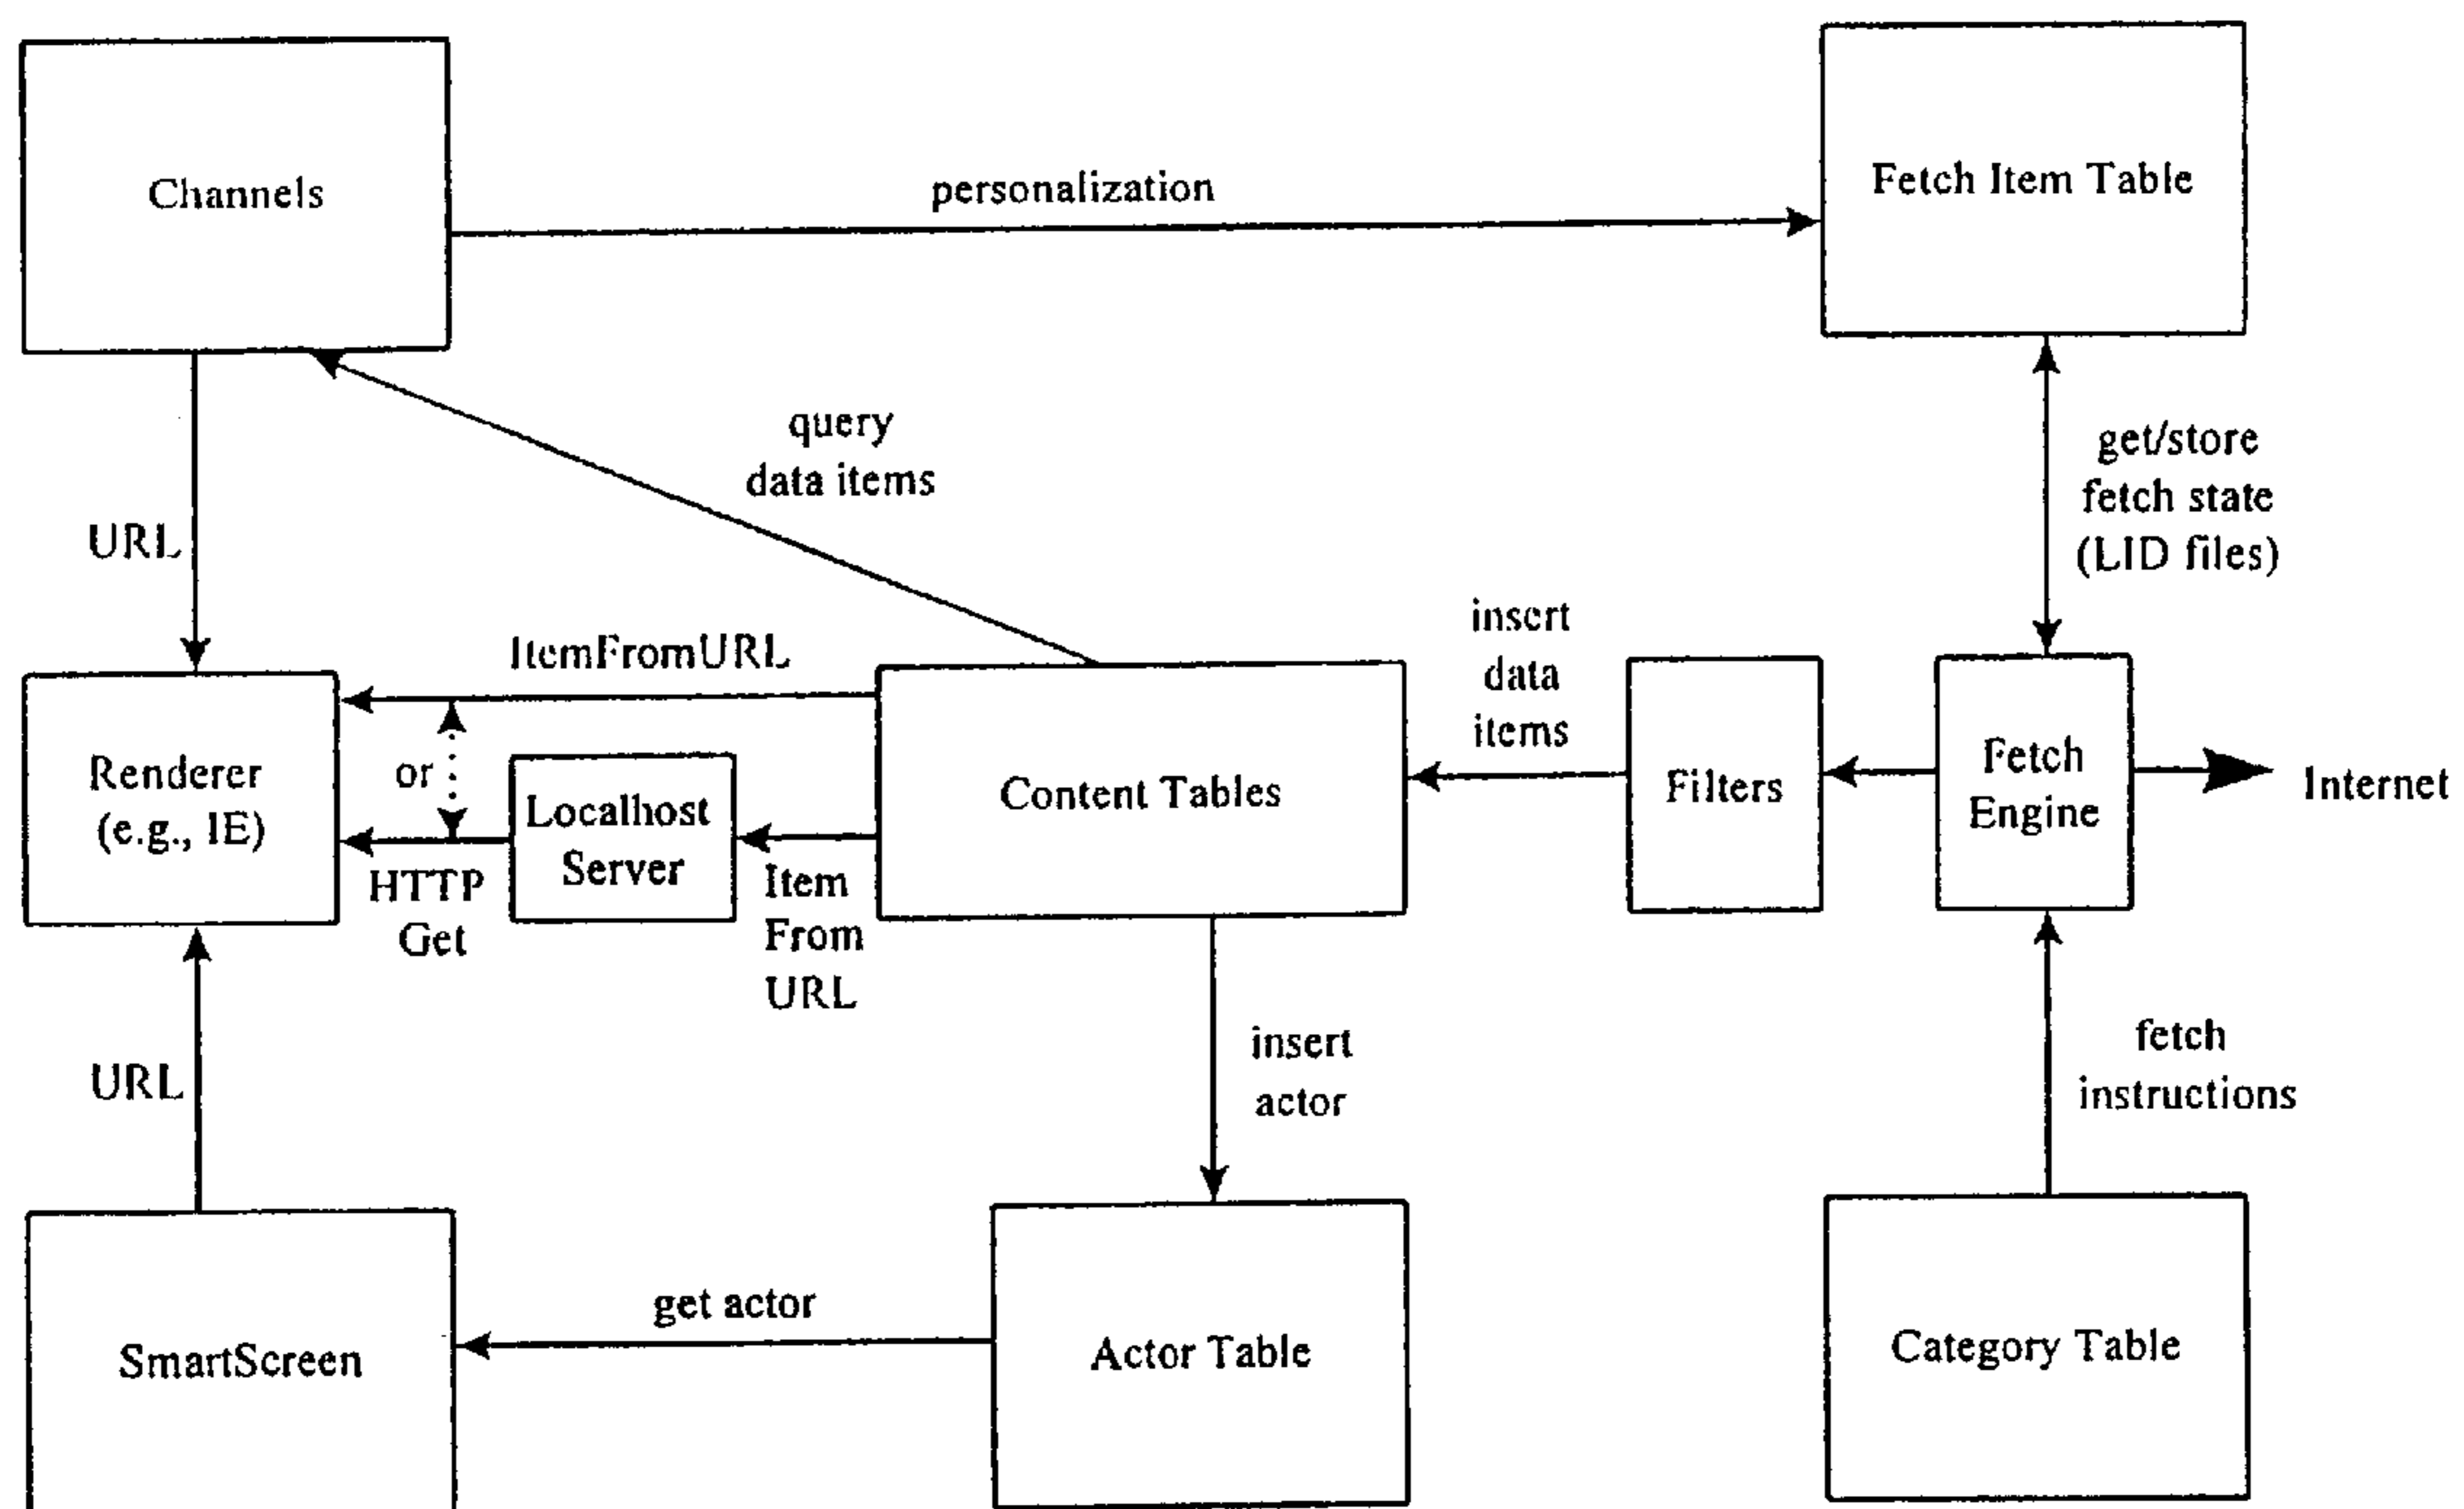 Channels
personalization
Fetch Item Table
query
data items
get/store
fetch state
(LID files)
URL
ItemFromURL
insert
data
items
Renderer
(e.g., IE)
or
Localhost
Server
HTTP
Get
Item
From
URL
Content Tables
Filters
Fetch
Engine
Internet
URL
insert
actor
fetch
instructions
SmartScreen
get actor
Actor Table
Category Table